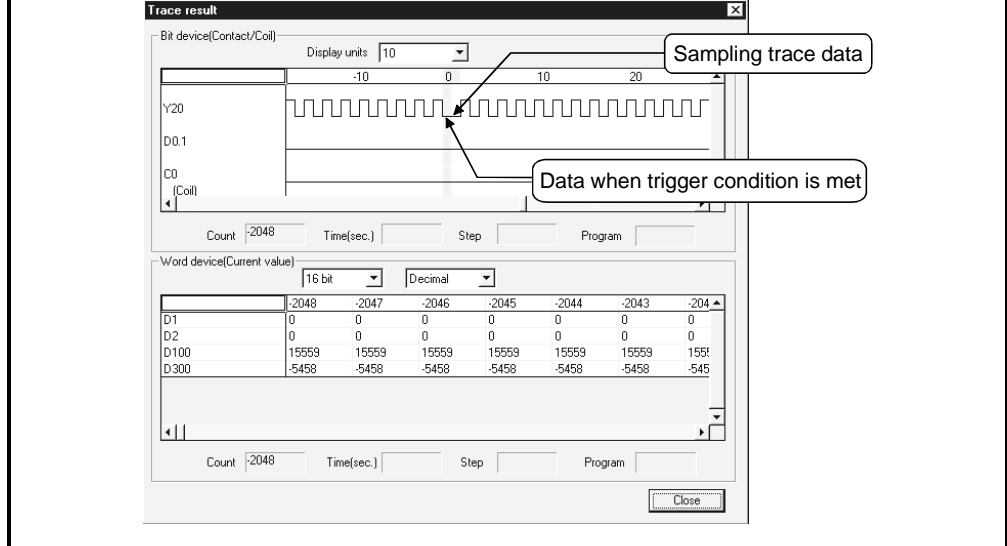 Trace result
Bit device(Contact/Coil)
Display units 10
Sampling trace data
-10 0 10 20
Y20
D0.1
C0
(Coil)
Data when trigger condition is met
Count -2048 Time(sec.) Step Program
Word device(Current value)
16 bit Decimal
-2048 -2047 -2046 -2045 -2044 -2043 -204
D1 0 0 0 0 0 0 0
D2 0 0 0 0 0 0 0
D100 15559 15559 15559 15559 15559 15559 1555
D300 -5458 -5458 -5458 -5458 -5458 -5458 -545
Count -2048 Time(sec.) Step Program
Close